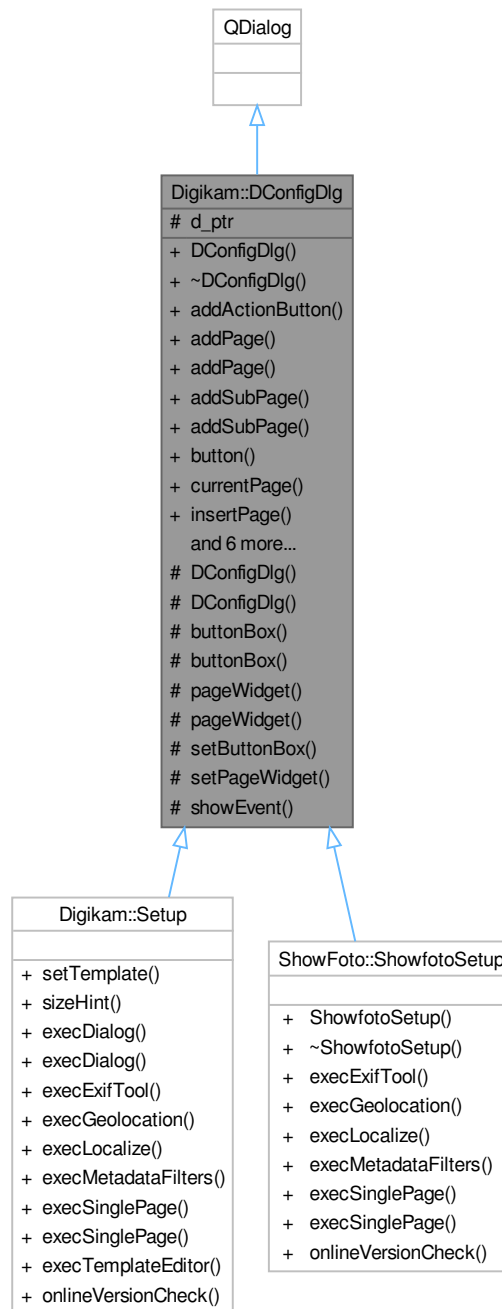 QDialog
Digikam::DConfigDlg
# d_ptr
+ DConfigDlg()
+ ~DConfigDlg()
+ addActionButton()
+ addPage()
+ addPage()
+ addSubPage()
+ addSubPage()
+ button()
+ currentPage()
+ insertPage()
and 6 more...
# DConfigDlg()
# DConfigDlg()
# buttonBox()
# buttonBox()
# pageWidget()
# pageWidget()
# setButtonBox()
# setPageWidget()
# showEvent()
Digikam::Setup
+ setTemplate()
+ sizeHint()
+ execDialog()
+ execDialog()
+ execExifTool()
+ execGeolocation()
+ execLocalize()
+ execMetadataFilters()
+ execSinglePage()
+ execSinglePage()
+ execTemplateEditor()
+ onlineVersionCheck()
ShowFoto::ShowfotoSetup
+ ShowfotoSetup()
+ ~ShowfotoSetup()
+ execExifTool()
+ execGeolocation()
+ execLocalize()
+ execMetadataFilters()
+ execSinglePage()
+ execSinglePage()
+ onlineVersionCheck()